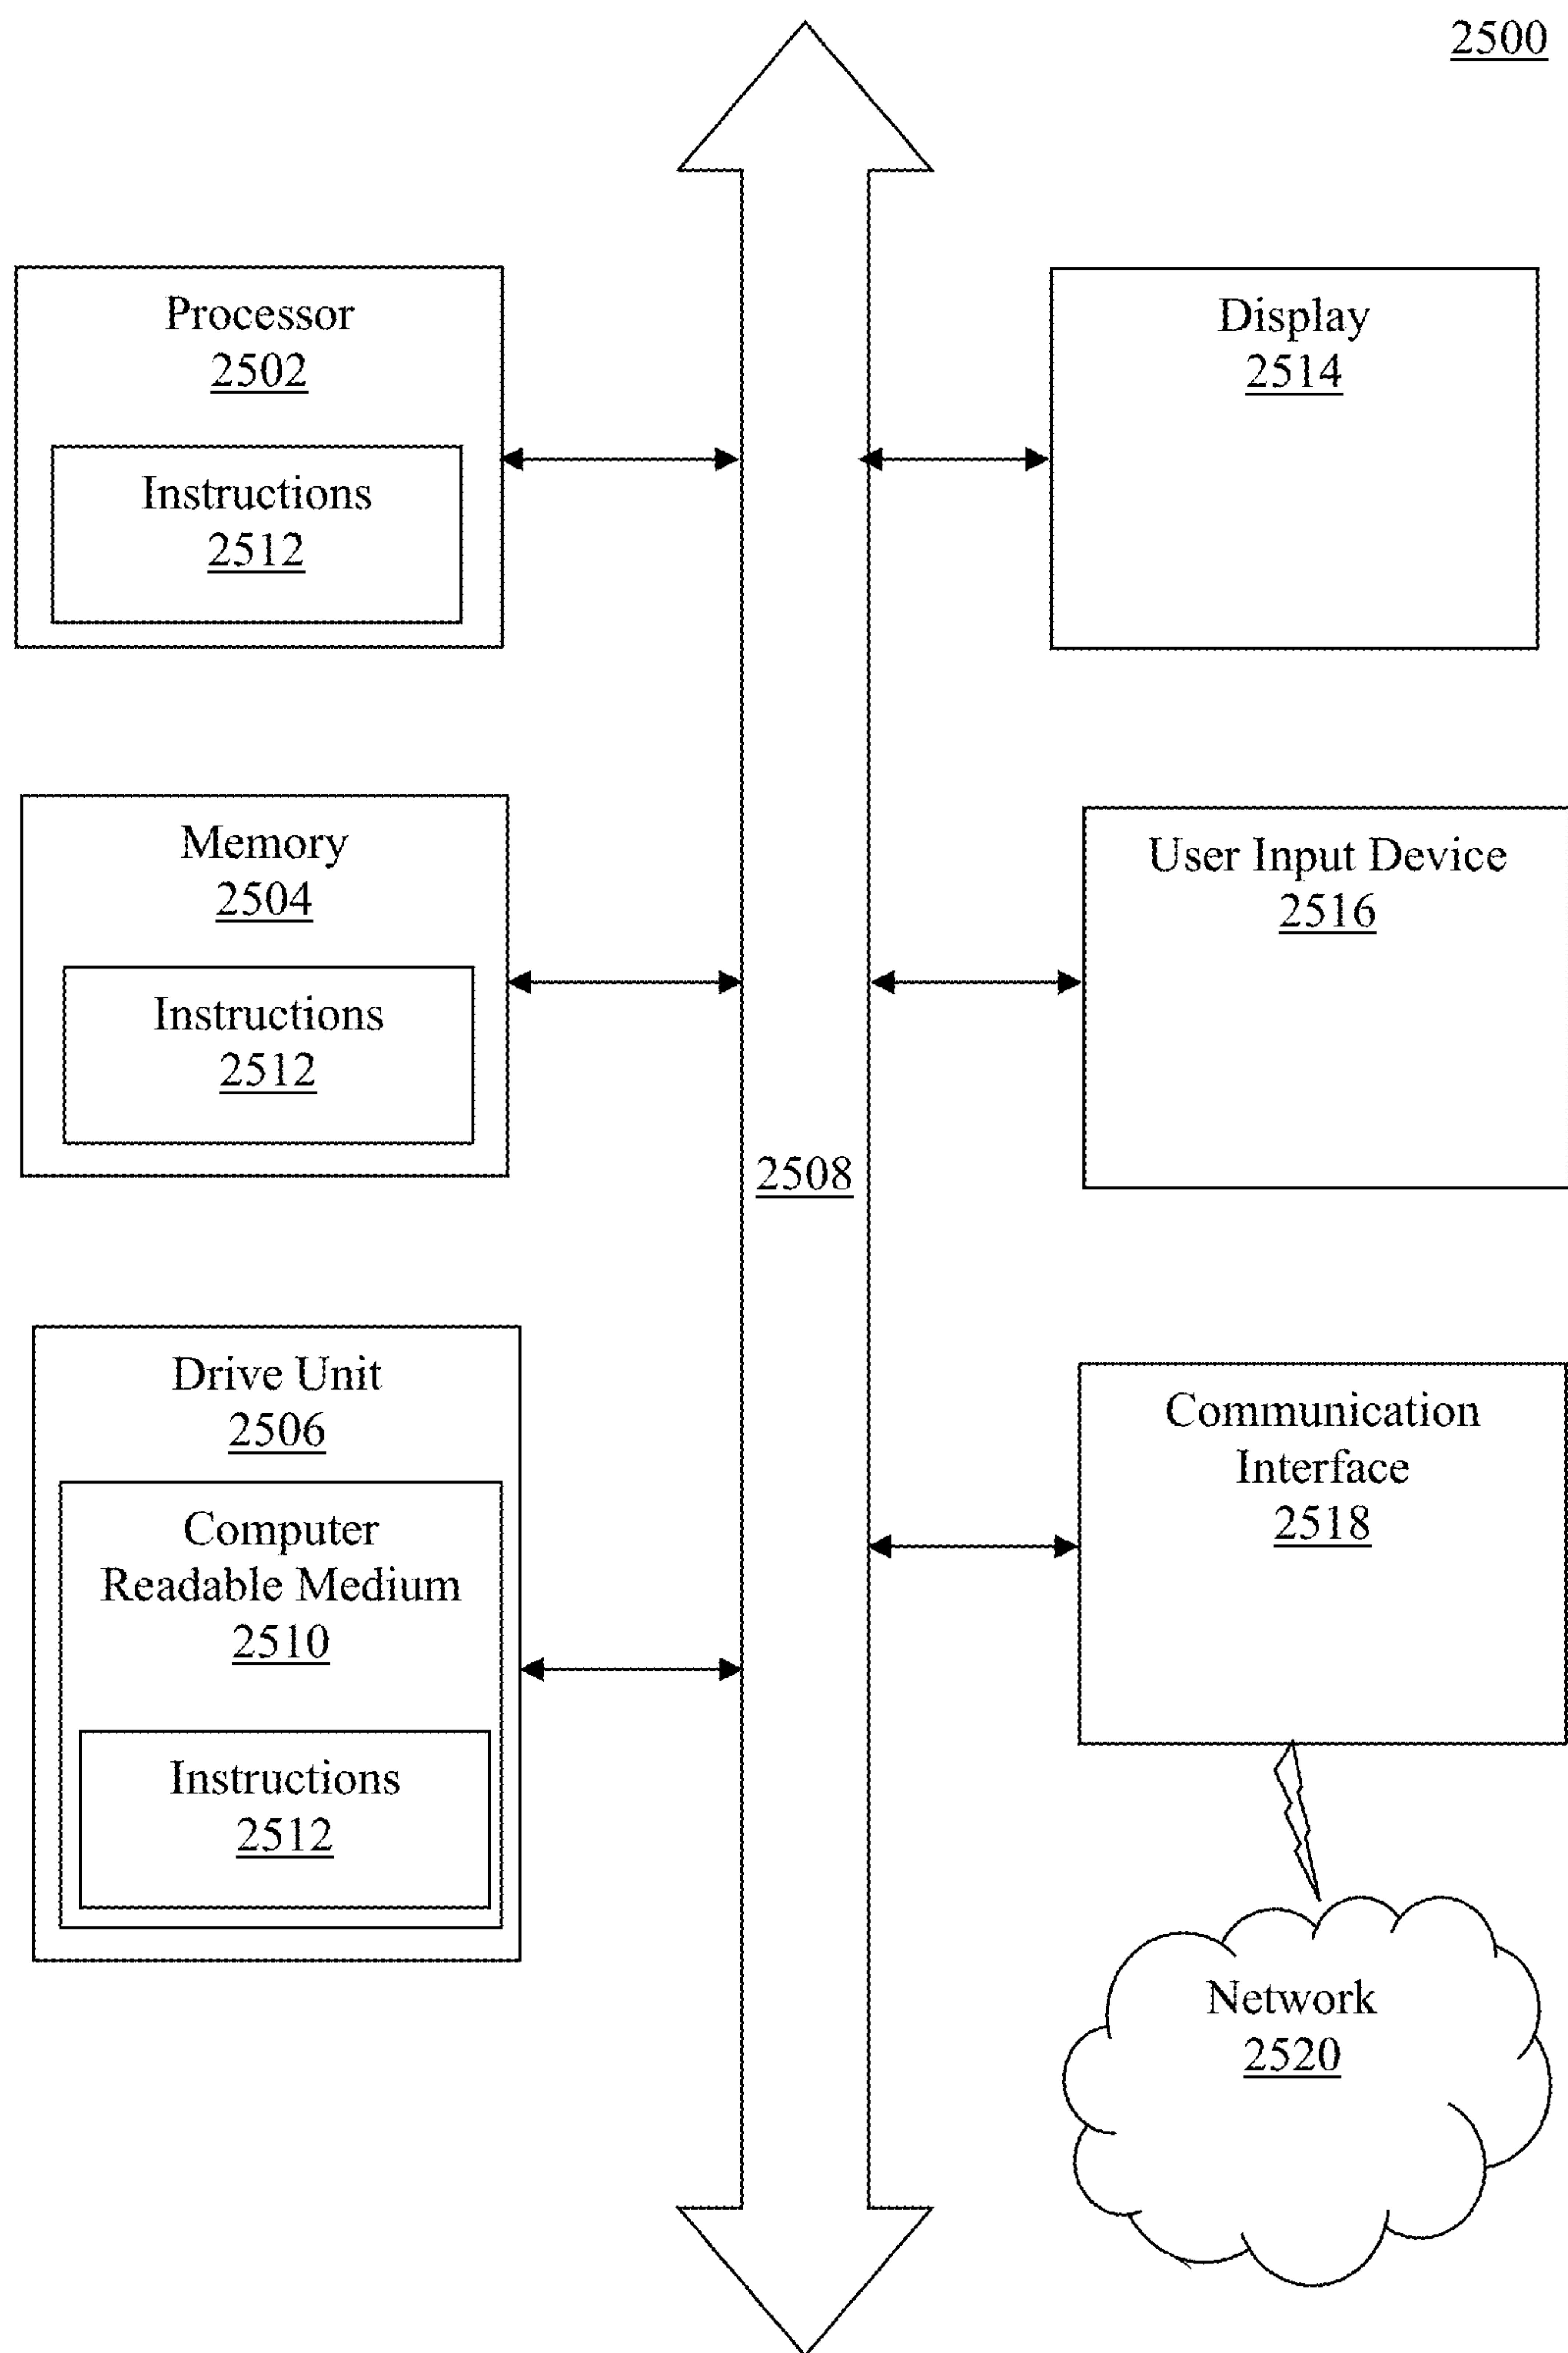 2500
Processor
2502
Instructions
2512
Display
2514
Memory
2504
Instructions
2512
User Input Device
2516
2508
Drive Unit
2506
Computer
Readable Medium
2510
Instructions
2512
Communication
Interface
2518
Network
2520